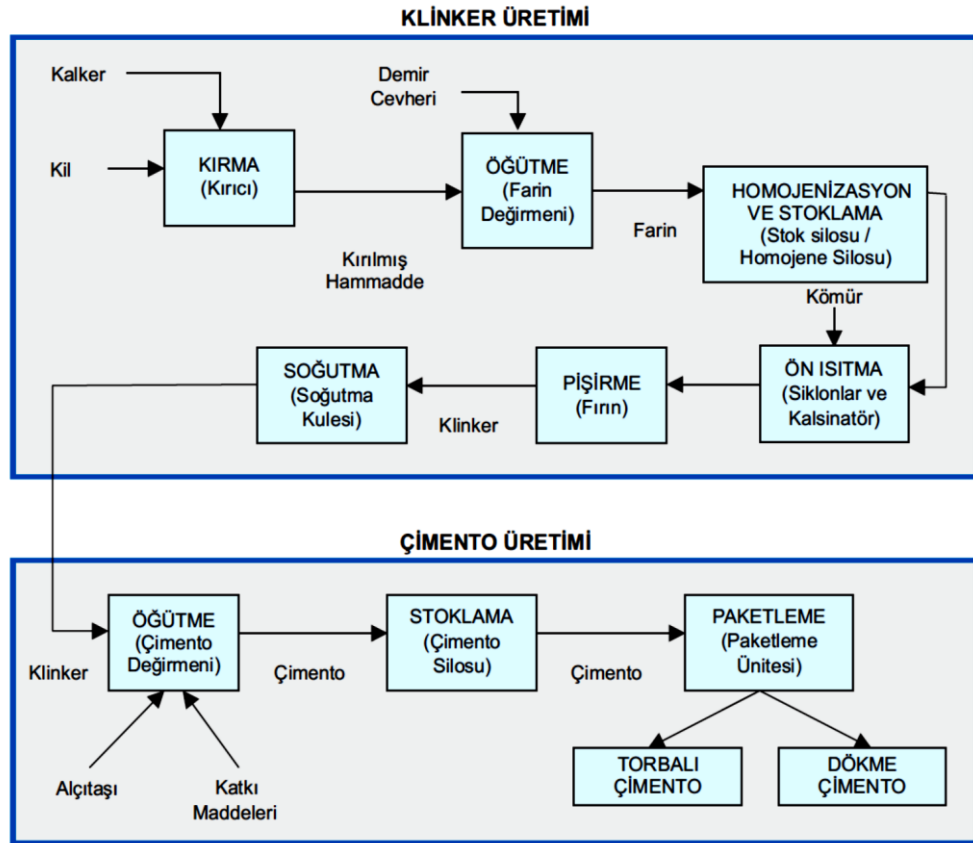 KLİNKER ÜRETİMİ
Kalker
Demir
Cevheri
Kil
KIRMA
(Kırıcı)
ÖĞÜTME
(Farin
Değirmeni)
HOMOJENİZASYON
VE STOKLAMA
(Stok silosu /
Homojene Silosu)
Farin
Kırılmış
Hammadde
Kömür
SOĞUTMA
(Soğutma
Kulesi)
Klinker
PİŞİRME
(Fırın)
ÖN ISITMA
(Siklonlar ve
Kalsinatör)
ÇİMENTO ÜRETİMİ
Klinker
ÖĞÜTME
(Çimento
Değirmeni)
Çimento
STOKLAMA
(Çimento
Silosu)
Çimento
PAKETLEME
(Paketleme
Ünitesi)
Alçıtaşı
Katkı
Maddeleri
TORBALI
ÇİMENTO
DÖKME
ÇİMENTO